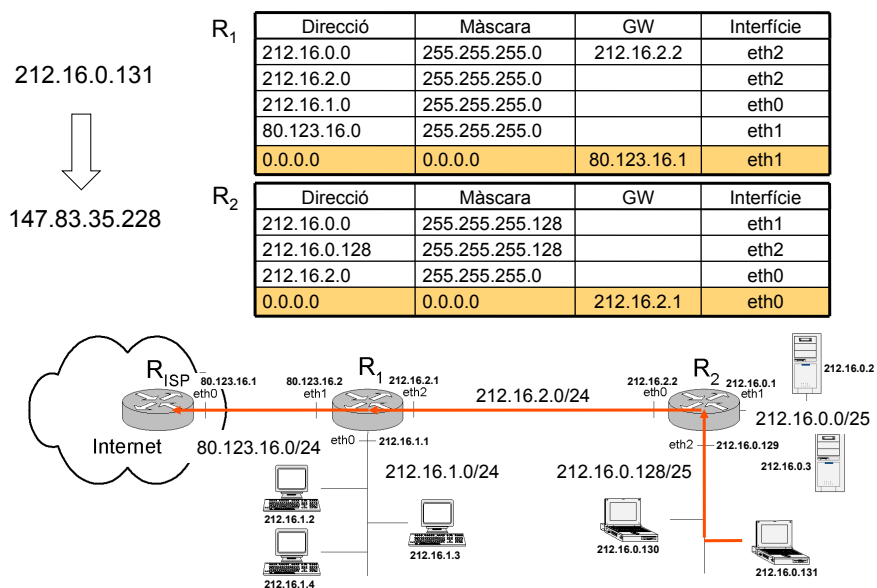 212.16.0.131
147.83.35.228
R1
Direcció Màscara GW Interfície
212.16.0.0 255.255.255.0 212.16.2.2 eth2
212.16.2.0 255.255.255.0 eth2
212.16.1.0 255.255.255.0 eth0
80.123.16.0 255.255.255.0 eth1
0.0.0.0 0.0.0.0 80.123.16.1 eth1
R2
Direcció Màscara GW Interfície
212.16.0.0 255.255.255.128 eth1
212.16.0.128 255.255.255.128 eth2
212.16.2.0 255.255.255.0 eth0
0.0.0.0 0.0.0.0 212.16.2.1 eth0
RISP
80.123.16.1
eth0
Internet
80.123.16.0/24
R1
80.123.16.2
eth1
212.16.2.1
eth2
eth0
212.16.1.1
212.16.2.0/24
R2
212.16.2.2
eth0
212.16.0.1
eth1
eth2
212.16.0.129
212.16.0.2
212.16.0.0/25
212.16.0.3
212.16.1.0/24
212.16.0.128/25
212.16.1.2
212.16.1.3
212.16.1.4
212.16.0.130
212.16.0.131